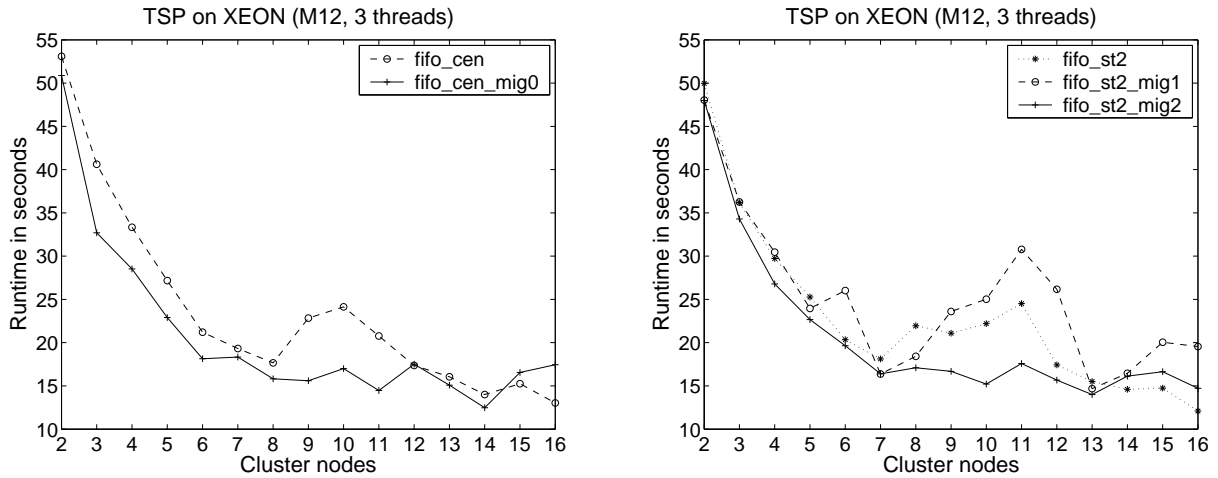 TSP on XEON (M12, 3 threads)
55
50
45
40
35
30
25
20
15
10
Runtime in seconds
fifo_cen
fifo_cen_mig0
2 3 4 5 6 7 8 9 10 11 12 13 14 15 16
Cluster nodes
TSP on XEON (M12, 3 threads)
55
50
45
40
35
30
25
20
15
10
Runtime in seconds
fifo_st2
fifo_st2_mig1
fifo_st2_mig2
2 3 4 5 6 7 8 9 10 11 12 13 14 15 16
Cluster nodes